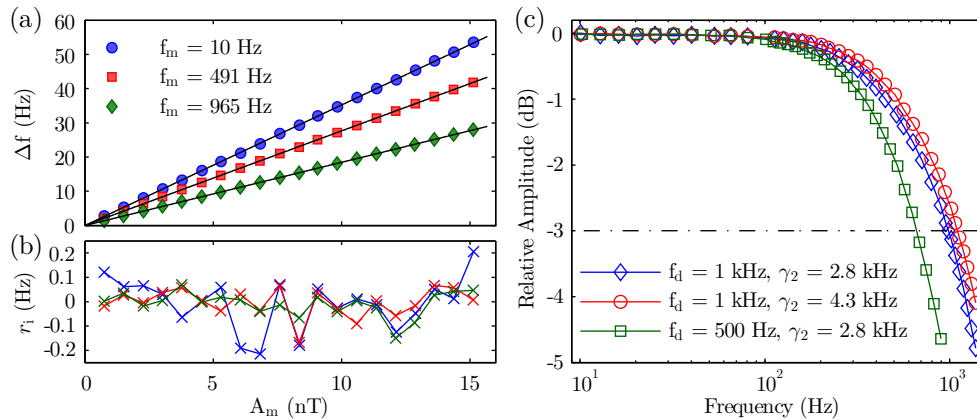 (a)
60
50
40
30
20
10
0
Δf (Hz)
f_m = 10 Hz
f_m = 491 Hz
f_m = 965 Hz
(b)
0.2
0.1
0
-0.1
-0.2
r_i (Hz)
0 5 10 15
A_m (nT)
(c)
0
-1
-2
-3
-4
-5
Relative Amplitude (dB)
f_d = 1 kHz, γ_2 = 2.8 kHz
f_d = 1 kHz, γ_2 = 4.3 kHz
f_d = 500 Hz, γ_2 = 2.8 kHz
10^1 10^2 10^3
Frequency (Hz)